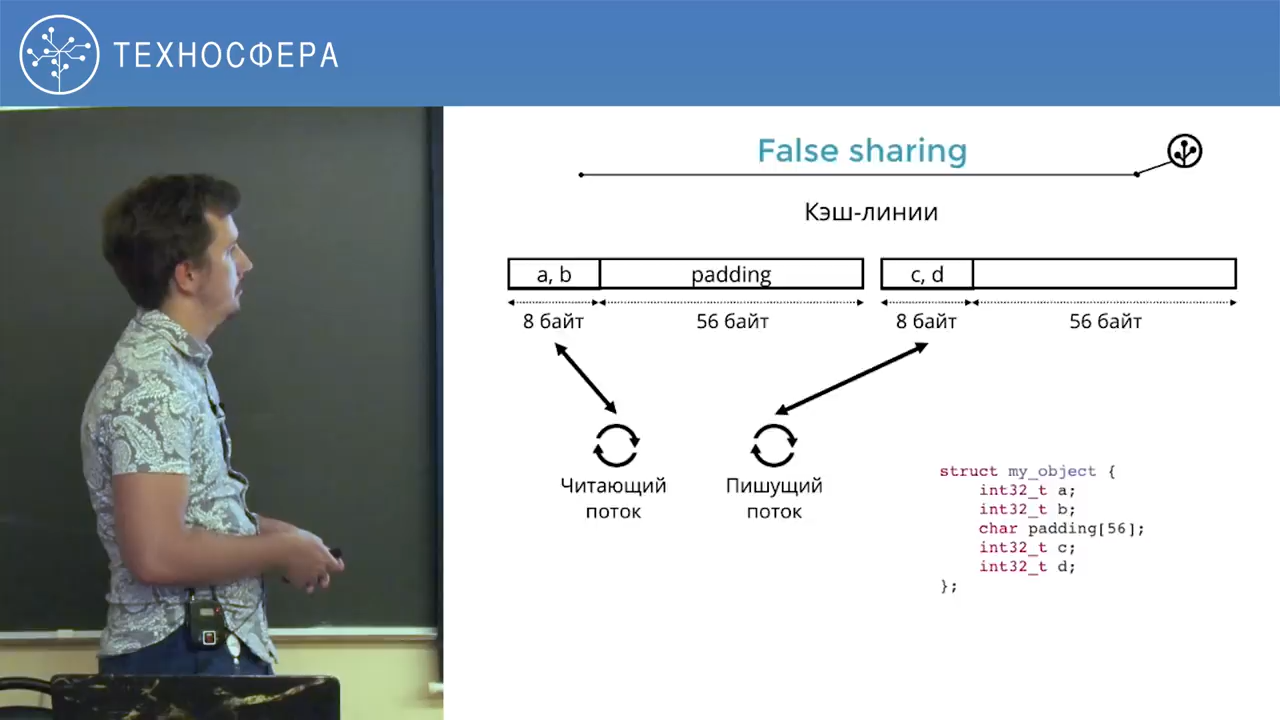 ТЕХНОСФЕРА
False sharing
Кэш-линии
a, b
padding
c, d
8 байт
56 байт
8 байт
56 байт
Читающий
поток
Пишущий
поток
struct my_object {
int32_t a;
int32_t b;
char padding[56];
int32_t c;
int32_t d;
};